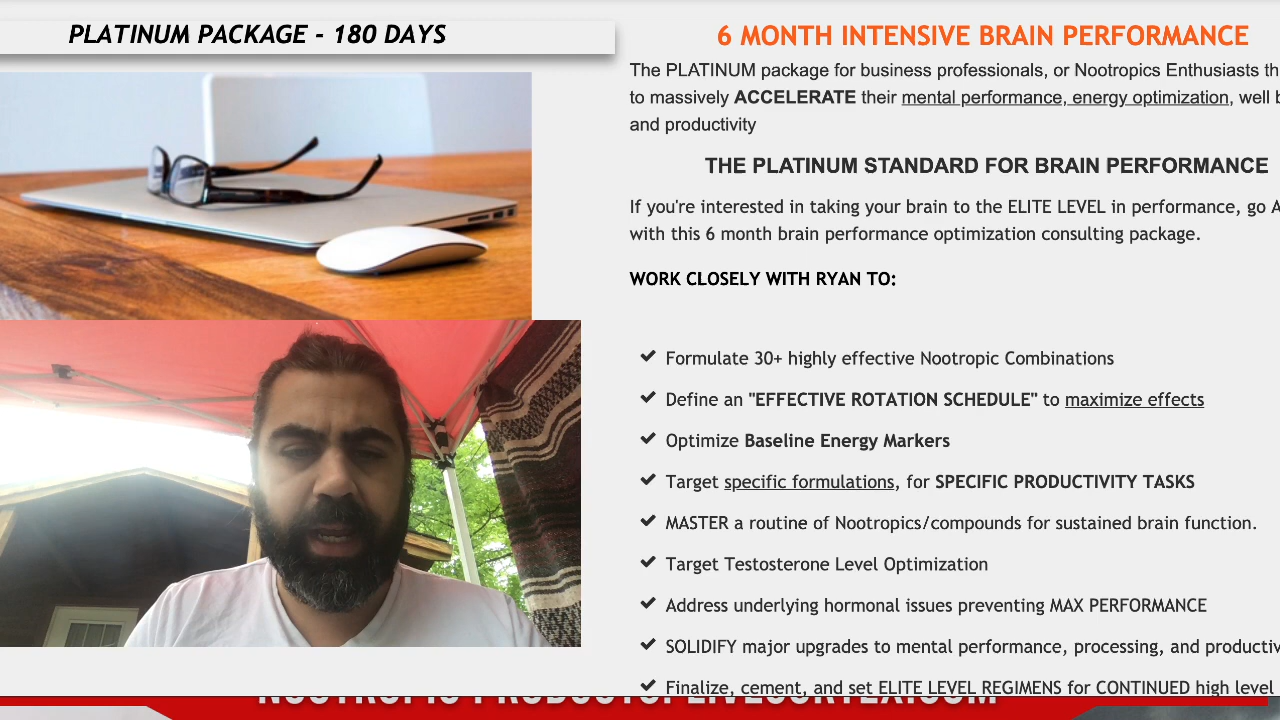 PLATINUM PACKAGE - 180 DAYS
6 MONTH INTENSIVE BRAIN PERFORMANCE
The PLATINUM package for business professionals, or Nootropics Enthusiasts
to massively ACCELERATE their mental performance, energy optimization, well
and productivity
THE PLATINUM STANDARD FOR BRAIN PERFORMANCE
If you're interested in taking your brain to the ELITE LEVEL in performance, go
with this 6 month brain performance optimization consulting package.
WORK CLOSELY WITH RYAN TO:
Formulate 30+ highly effective Nootropic Combinations
Define an "EFFECTIVE ROTATION SCHEDULE" to maximize effects
Optimize Baseline Energy Markers
Target specific formulations, for SPECIFIC PRODUCTIVITY TASKS
MASTER a routine of Nootropics/compounds for sustained brain function.
Target Testosterone Level Optimization
Address underlying hormonal issues preventing MAX PERFORMANCE
SOLIDIFY major upgrades to mental performance, processing, and
Finalize, cement, and set ELITE LEVEL REGIMENS for CONTINUED high level